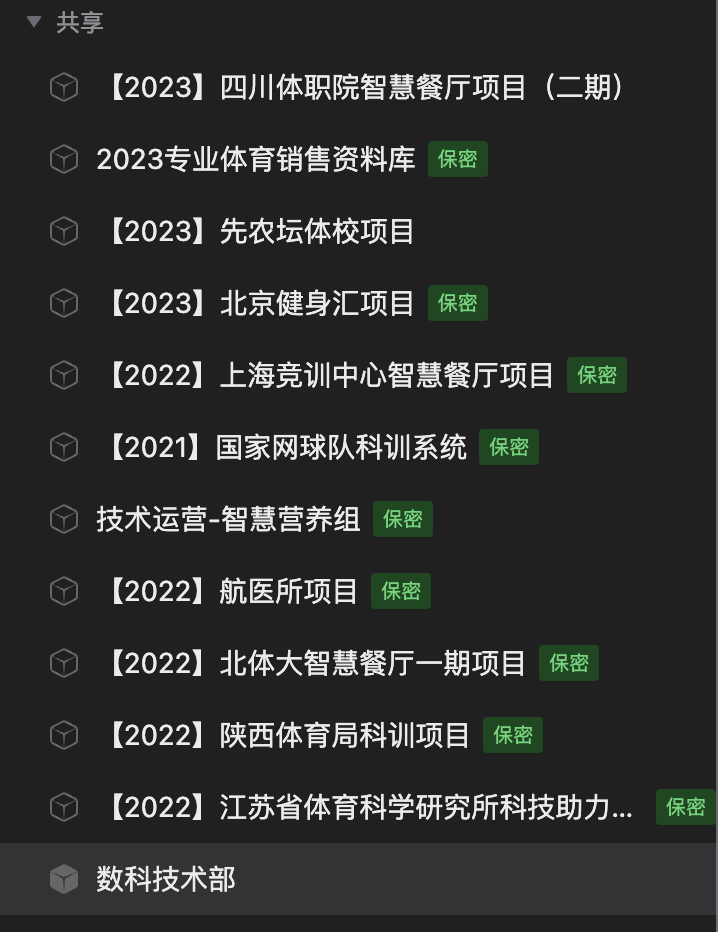 共享
【2023】四川体职院智慧餐厅项目（二期）
2023专业体育销售资料库 保密
【2023】先农坛体校项目
【2023】北京健身汇项目 保密
【2022】上海竞训中心智慧餐厅项目 保密
【2021】国家网球队科训系统 保密
技术运营-智慧营养组 保密
【2022】航医所项目 保密
【2022】北体大智慧餐厅一期项目 保密
【2022】陕西体育局科训项目 保密
【2022】江苏省体育科学研究所科技助力... 保密
数科技术部